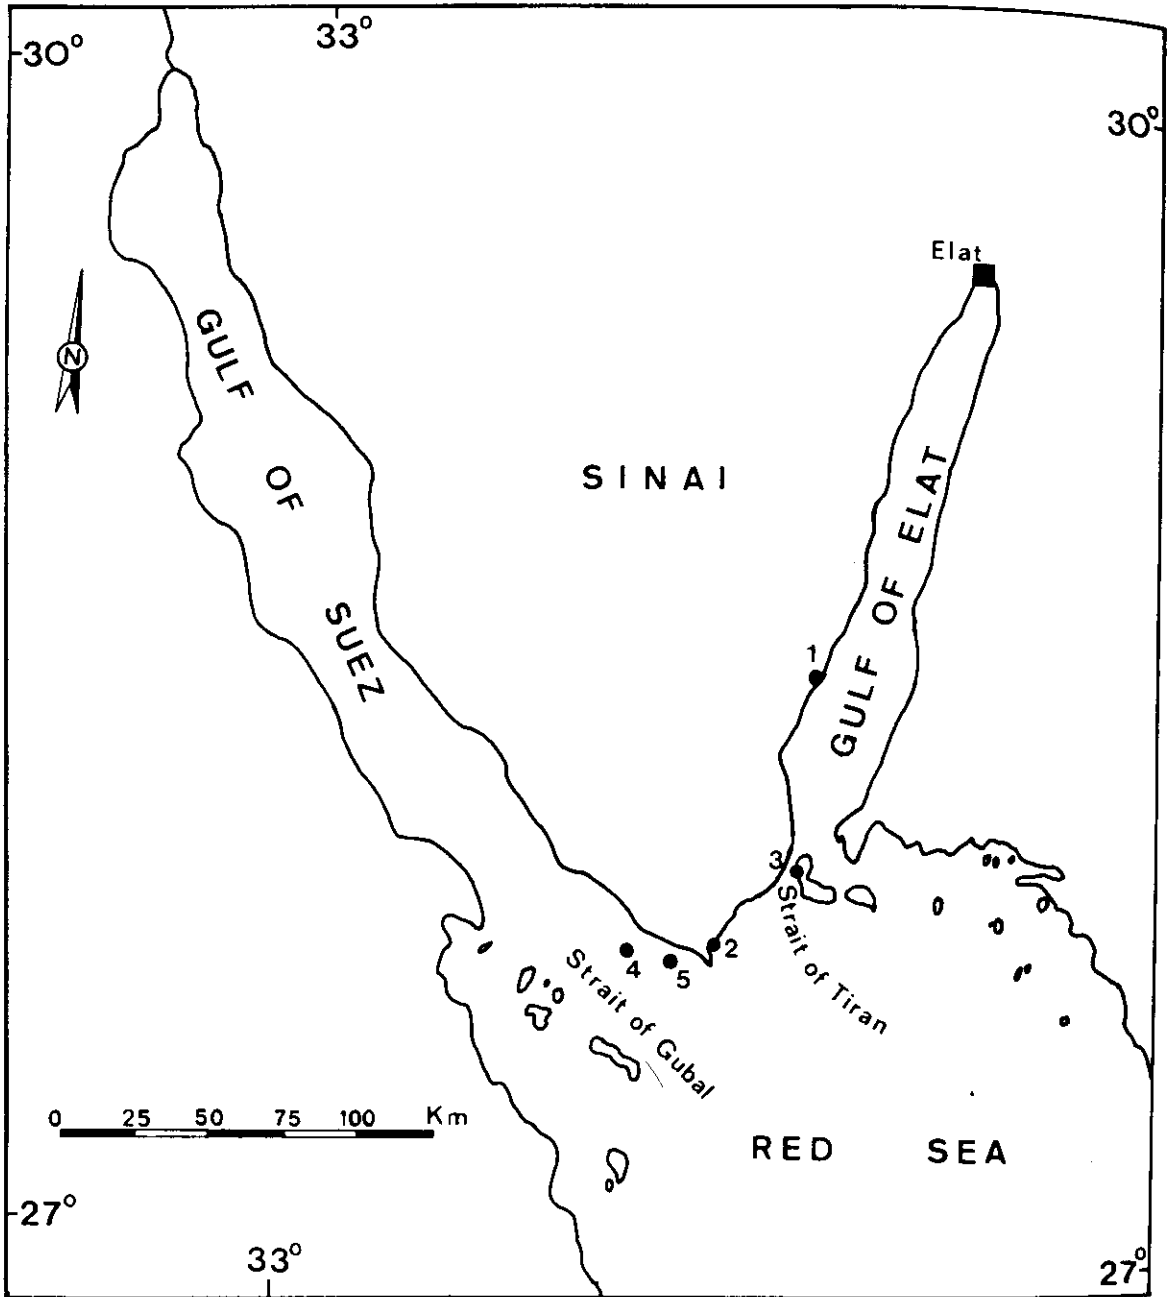 33°
30°
30°
Elat
N
GULF OF SUEZ
SINAI
GULF OF ELAT
1
3
2
4
5
Strait of Tiran
Strait of Gubal
0 25 50 75 100 Km
RED SEA
27°
33°
27°